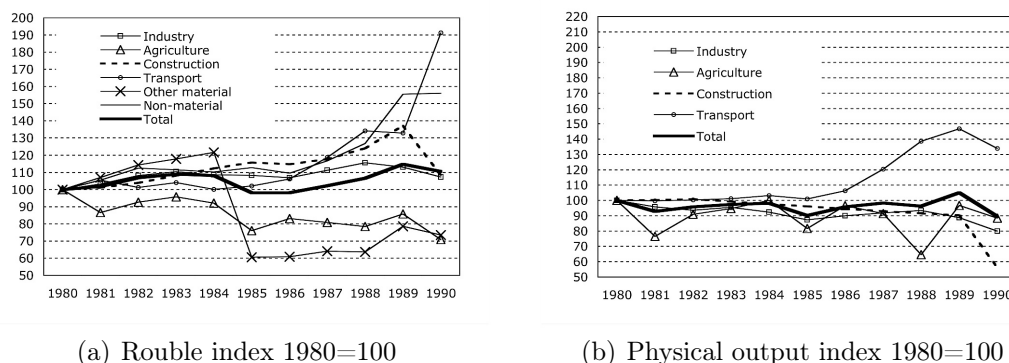 200
190
180
170
160
150
140
130
120
110
100
90
80
70
60
50
Industry
Agriculture
Construction
Transport
Other material
Non-material
Total
1980 1981 1982 1983 1984 1985 1986 1987 1988 1989 1990
(a) Rouble index 1980=100
220
210
200
190
180
170
160
150
140
130
120
110
100
90
80
70
60
50
Industry
Agriculture
Construction
Transport
Total
1980 1981 1982 1983 1984 1985 1986 1987 1988 1989 1990
(b) Physical output index 1980=100